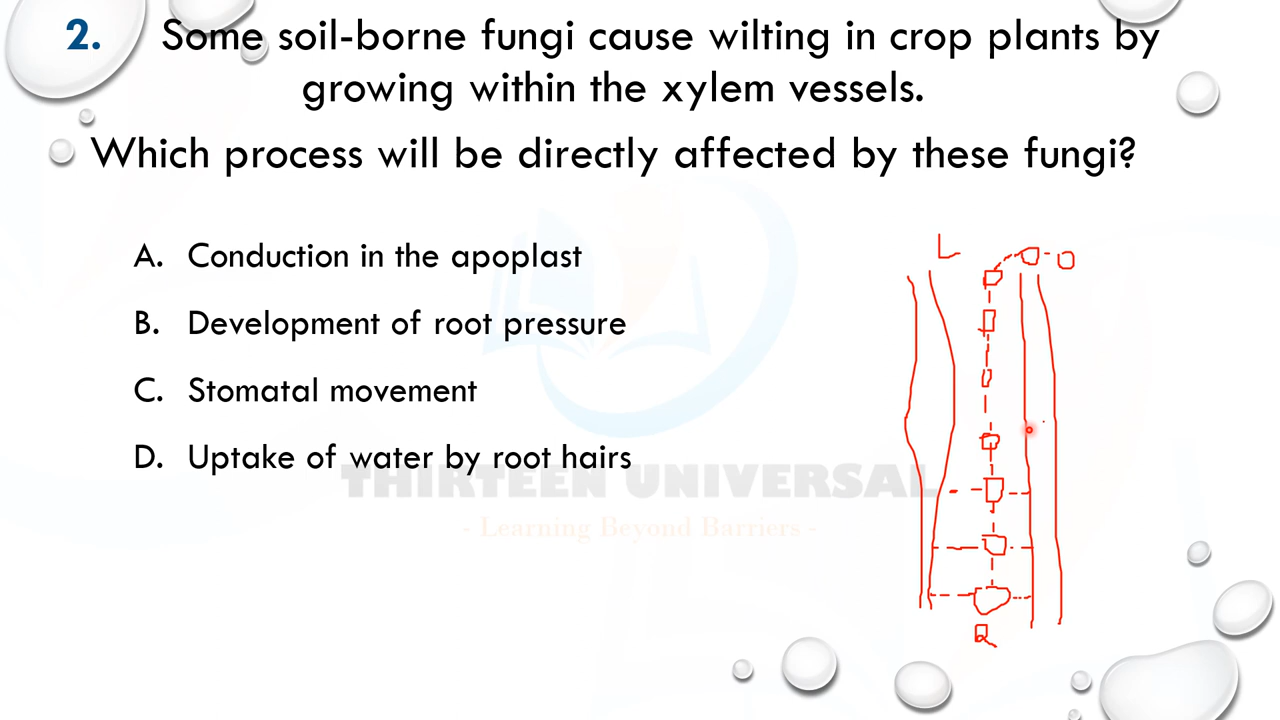 2. Some soil-borne fungi cause wilting in crop plants by
growing within the xylem vessels.
Which process will be directly affected by these fungi?
A. Conduction in the apoplast
B. Development of root pressure
C. Stomatal movement
D. Uptake of water by root hairs
THIRTEEN UNIVERSAL
- Learning Beyond Barriers -
L
R